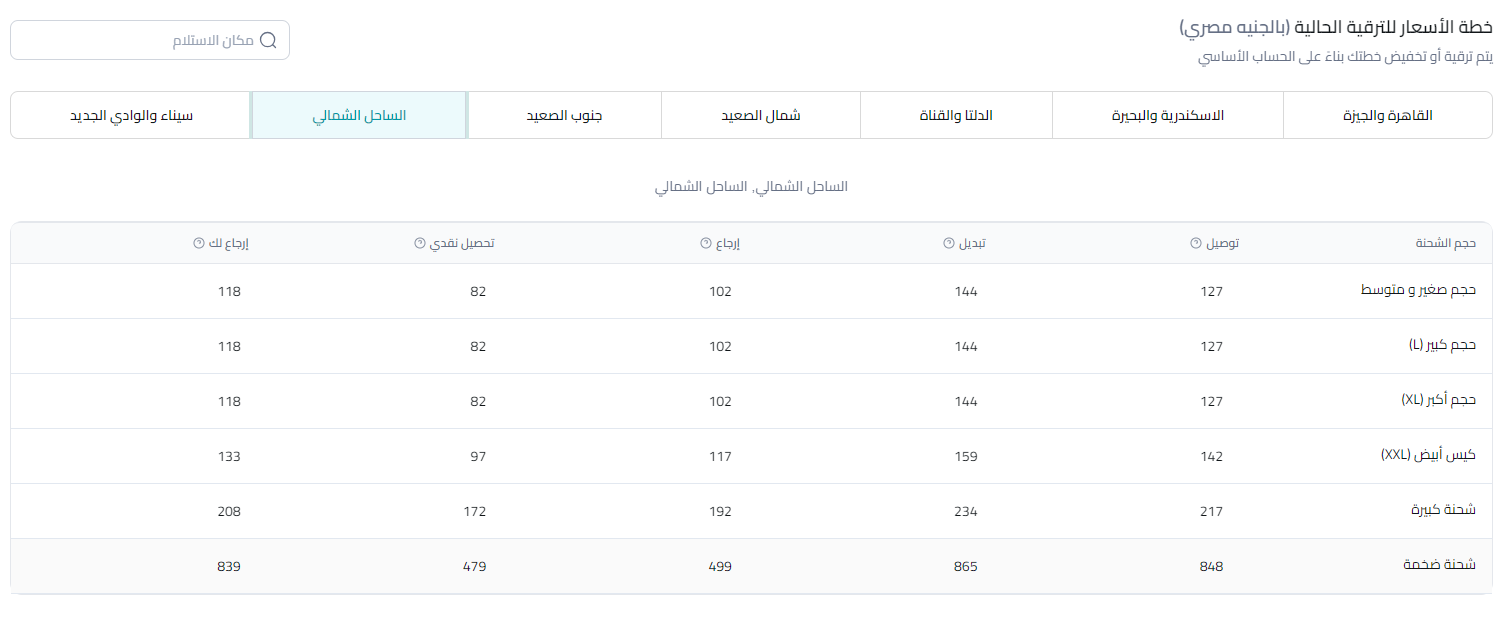 خطة الأسعار للترقية الحالية (بالجنيه مصري)
يتم ترقية أو تخفيض خطتك بناءً على الحساب الأساسي
مكان الاستلام
القاهرة والجيزة الاسكندرية والبحيرة الدلتا والقناة شمال الصعيد جنوب الصعيد الساحل الشمالي سيناء والوادي الجديد
الساحل الشمالي, الساحل الشمالي
حجم الشحنة توصيل تبديل إرجاع تحصيل نقدي إرجاع لك
حجم صغير و متوسط 127 144 102 82 118
حجم كبير (L) 127 144 102 82 118
حجم أكبر (XL) 127 144 102 82 118
كيس أبيض (XXL) 142 159 117 97 133
شحنة كبيرة 217 234 192 172 208
شحنة ضخمة 848 865 499 479 839